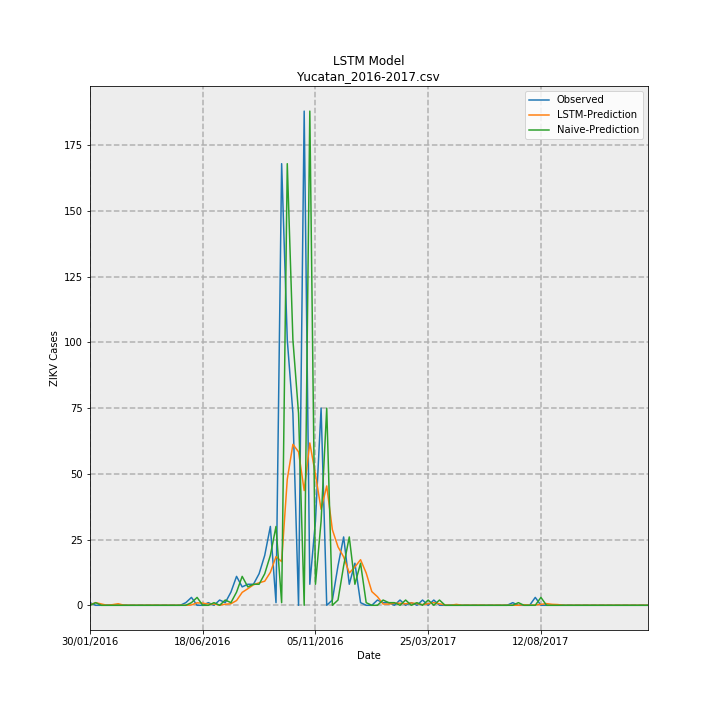 LSTM Model
Yucatan_2016-2017.csv
Observed
LSTM-Prediction
Naive-Prediction
ZIKV Cases
175
150
125
100
75
50
25
0
30/01/2016
18/06/2016
05/11/2016
25/03/2017
12/08/2017
Date